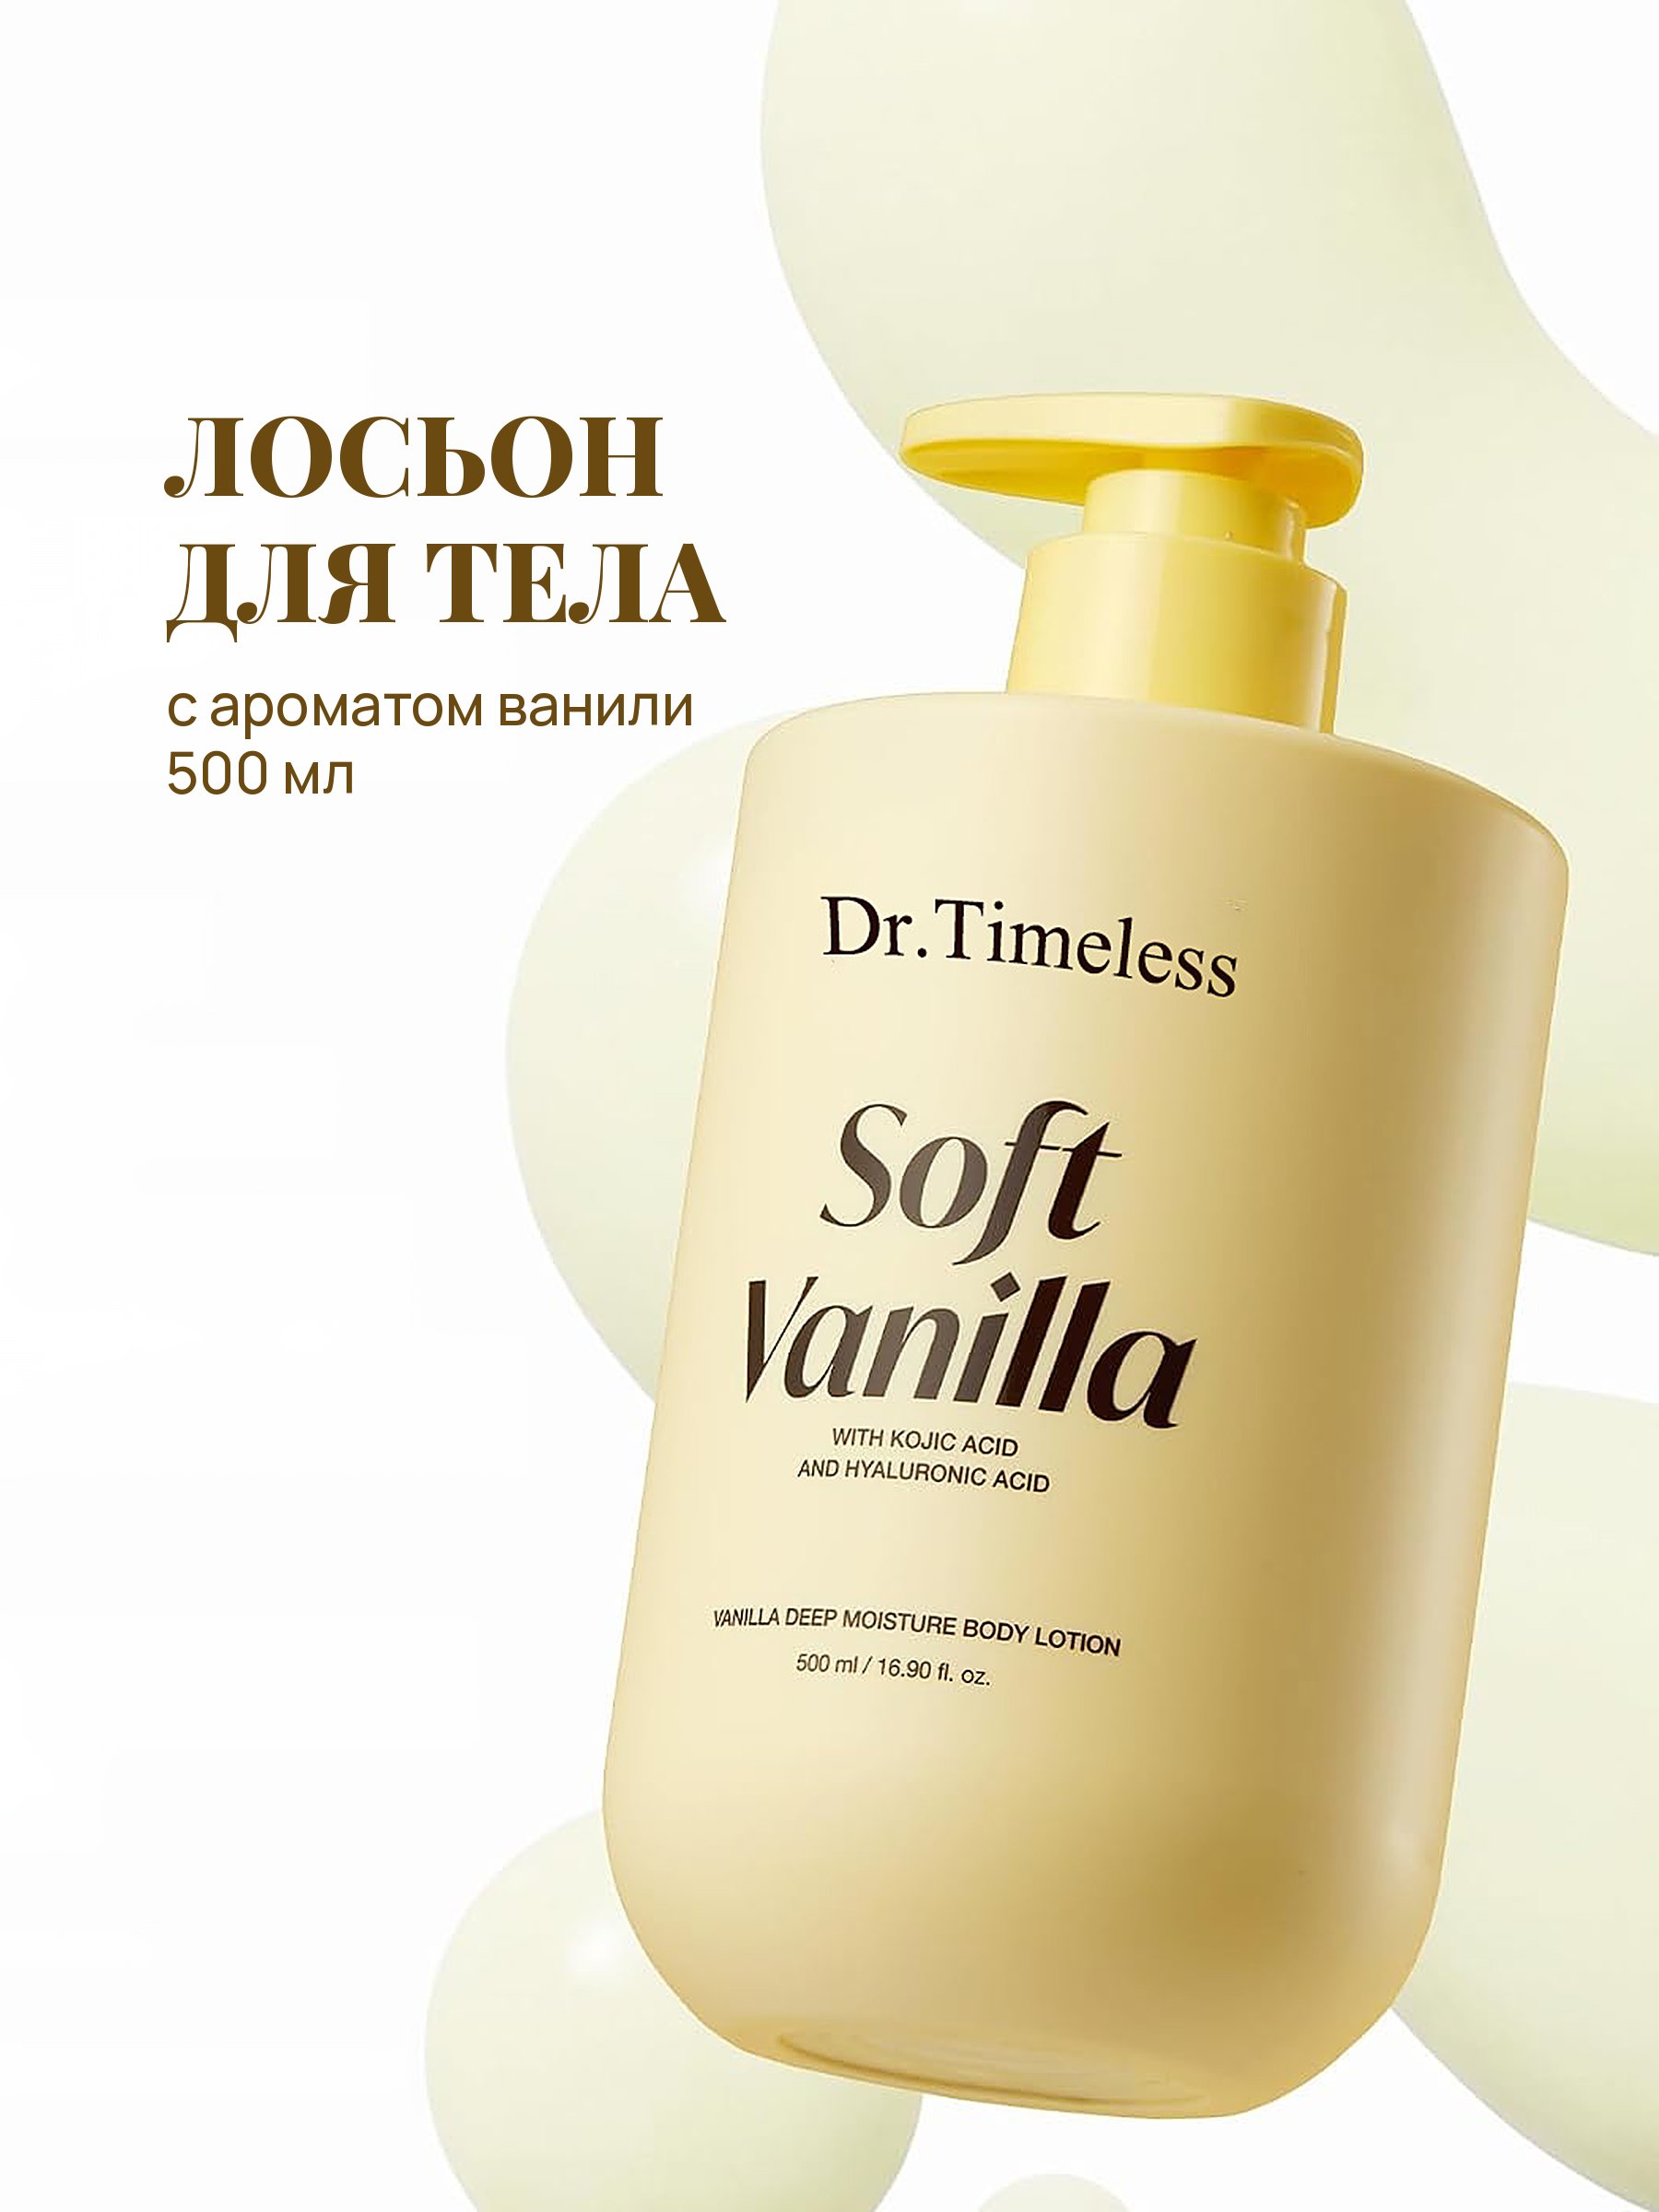 ЛОСЬОН
ДЛЯ ТЕЛА
с ароматом ванили
500 мл
Dr.Timeless
Soft
Vanilla
WITH KOJIC ACID
AND HYALURONIC ACID
VANILLA DEEP MOISTURE BODY LOTION
500 ml / 16.90 fl. oz.